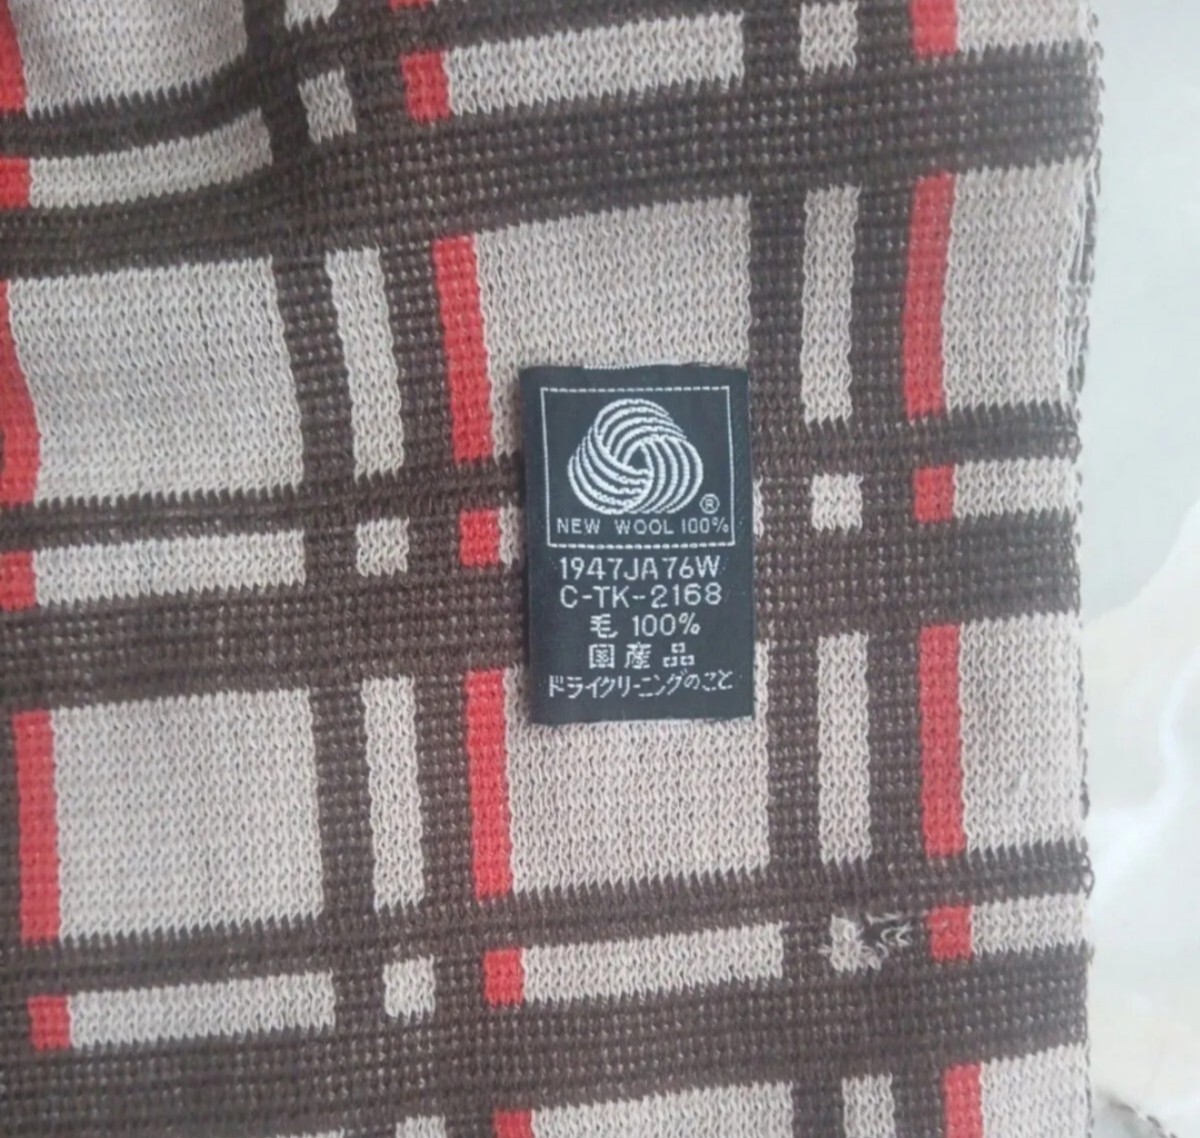 ®
NEW WOOL 100%
1947JA76W
C-TK-2168
毛 100%
国産品
ドライクリーニングのこと